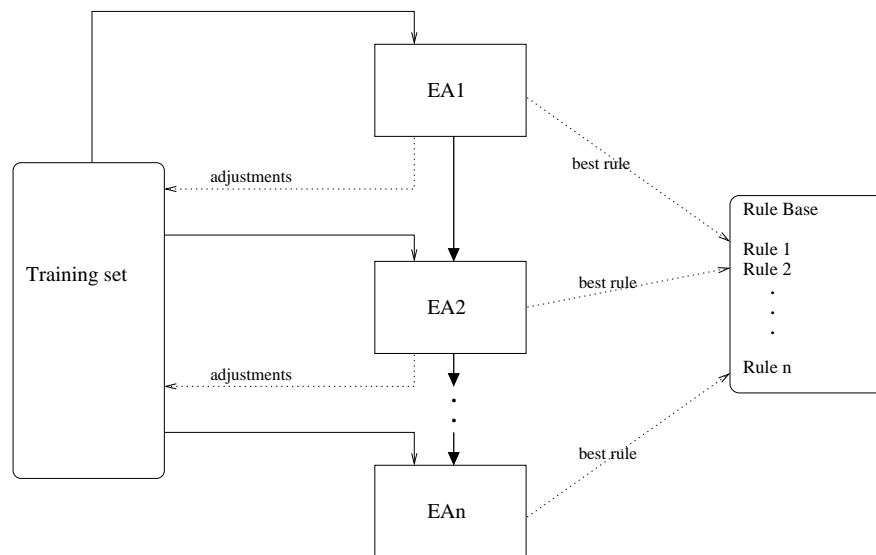 EA1
best rule
adjustments
Rule Base
Rule 1
Rule 2
Training set
best rule
EA2
adjustments
Rule n
best rule
EAn